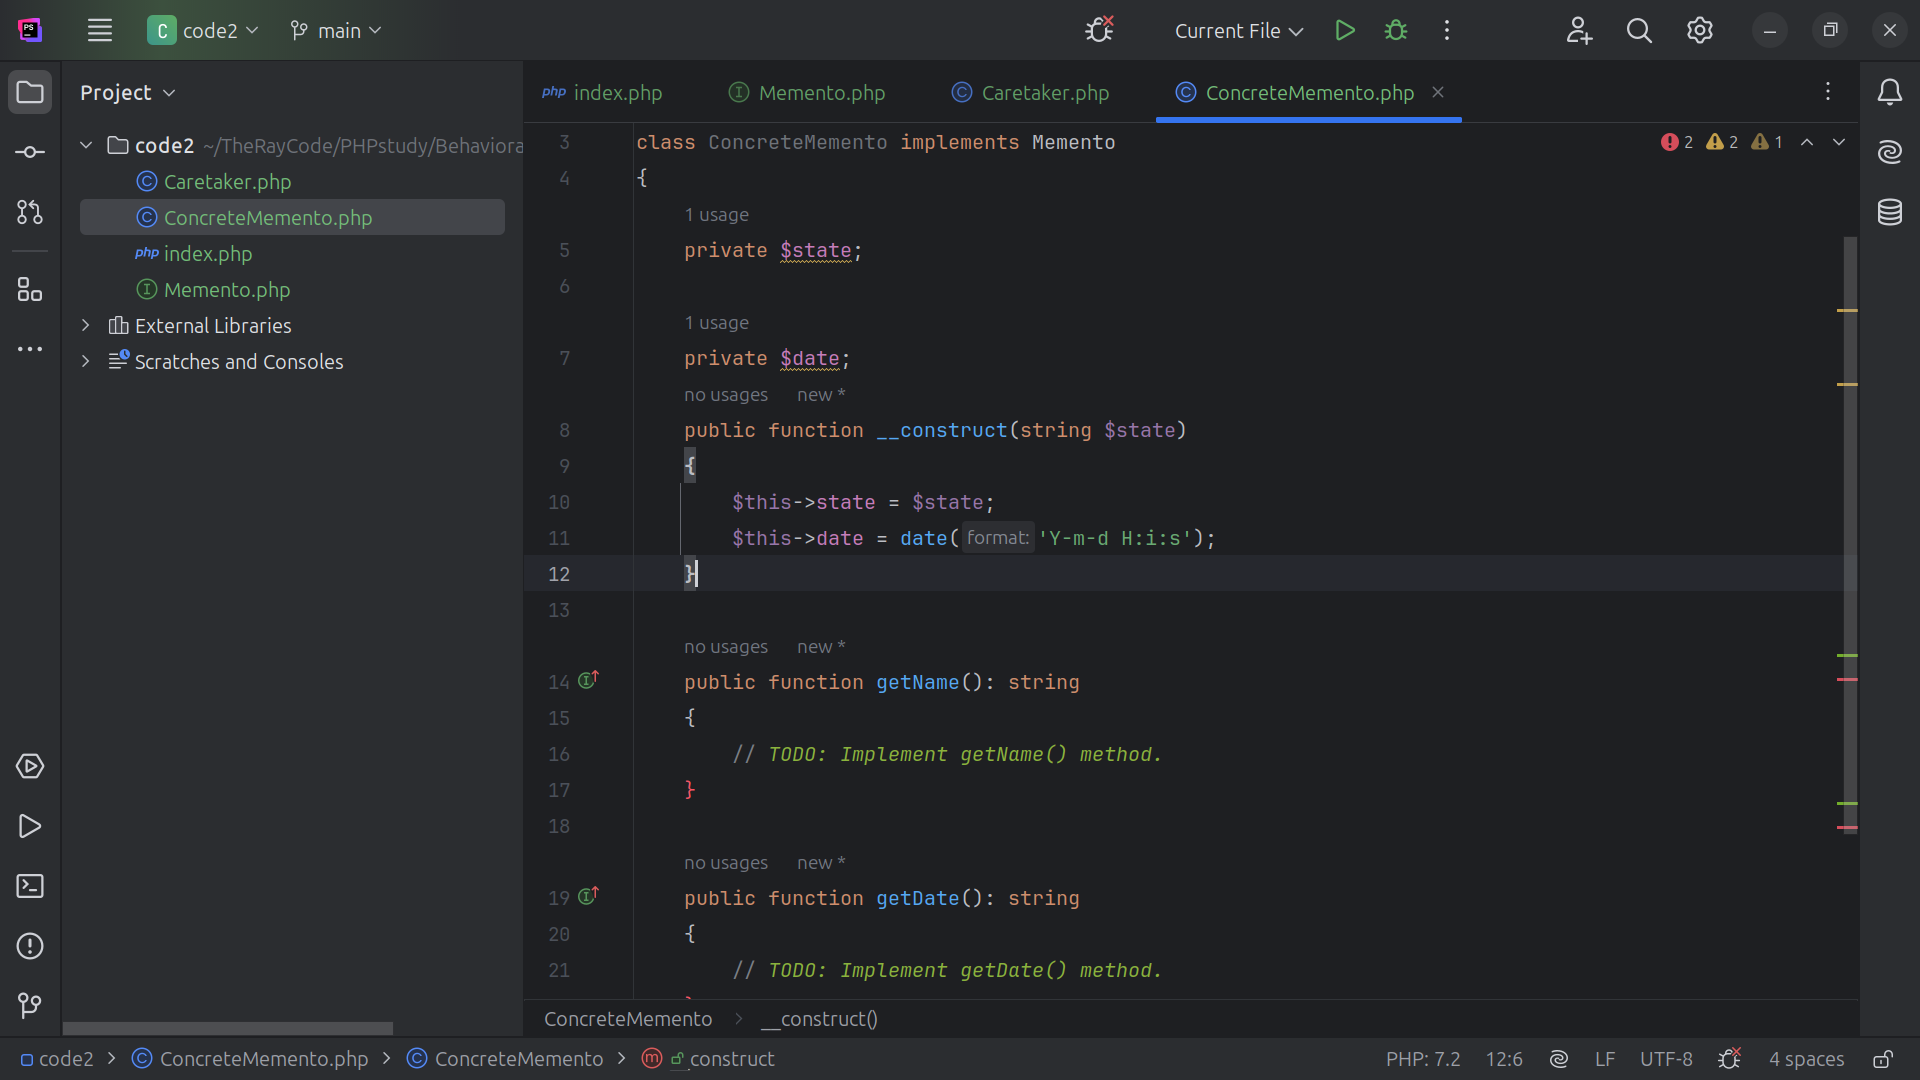 PS
C code2 main Current File
Project
code2 ~/TheRayCode/PHPstudy/Behaviora
Caretaker.php
ConcreteMemento.php
index.php
Memento.php
External Libraries
Scratches and Consoles
php index.php Memento.php Caretaker.php ConcreteMemento.php
2 2 1
3 class ConcreteMemento implements Memento
4 {
1 usage
5 private $state;
6
1 usage
7 private $date;
no usages new *
8 public function __construct(string $state)
9 {
10 $this->state = $state;
11 $this->date = date( format: 'Y-m-d H:i:s');
12 }
13
no usages new *
14 public function getName(): string
15 {
16 // TODO: Implement getName() method.
17 }
18
no usages new *
19 public function getDate(): string
20 {
21 // TODO: Implement getDate() method.
ConcreteMemento > __construct()
code2 > ConcreteMemento.php > ConcreteMemento > __construct
PHP: 7.2 12:6 LF UTF-8 4 spaces